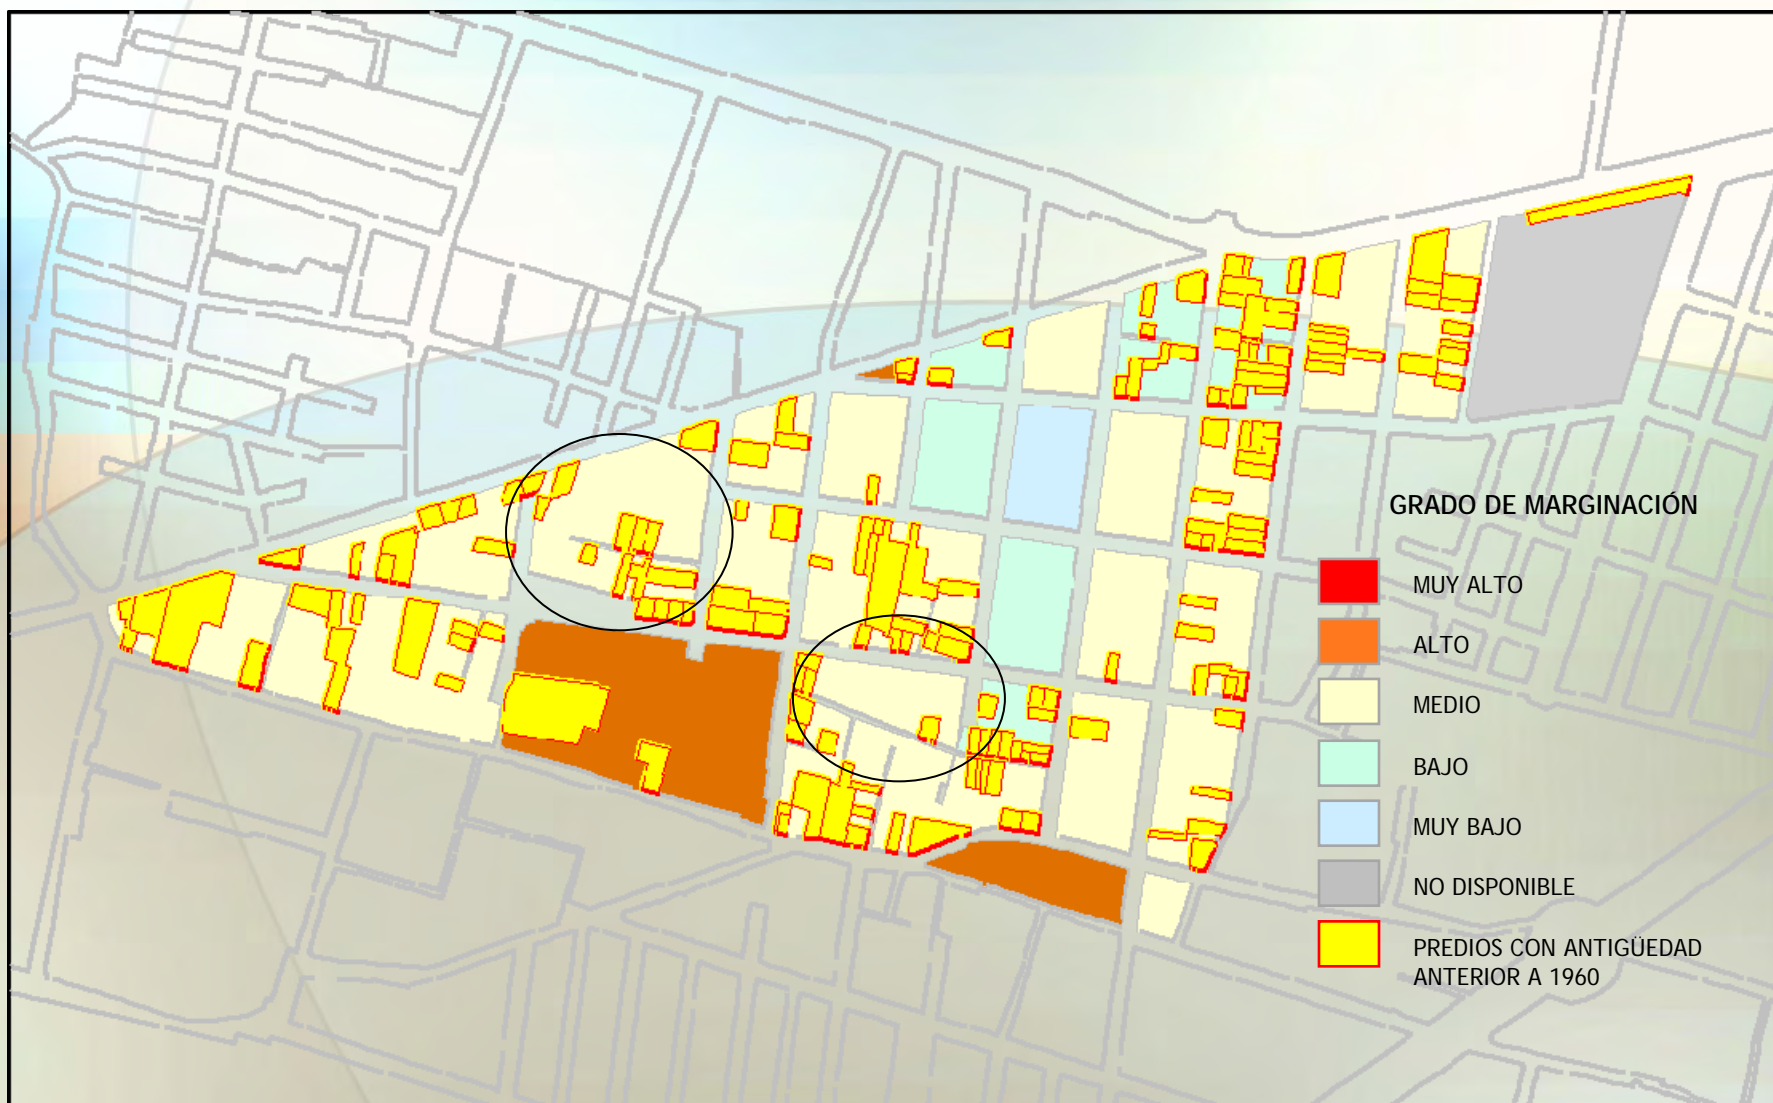 GRADO DE MARGINACIÓN
MUY ALTO
ALTO
MEDIO
BAJO
MUY BAJO
NO DISPONIBLE
PREDIOS CON ANTIGÜEDAD
ANTERIOR A 1960